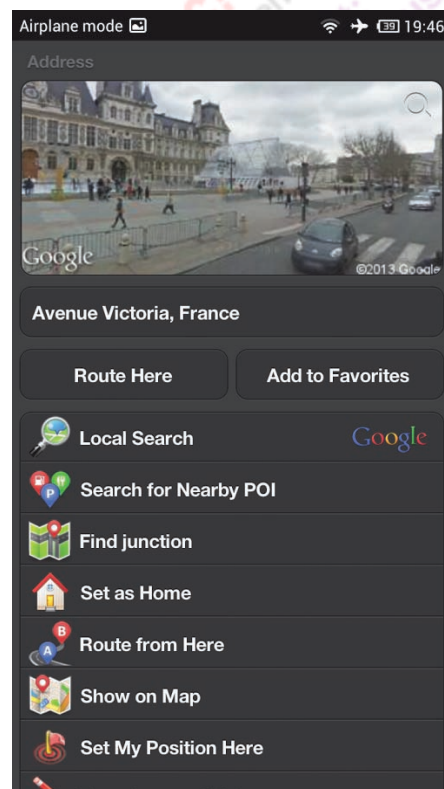 Airplane mode 39 19:46
Address
Google
©2013 Google
Avenue Victoria, France
Route Here Add to Favorites
Local Search Google
P Search for Nearby POI
Find junction
Set as Home
A B Route from Here
Show on Map
Set My Position Here